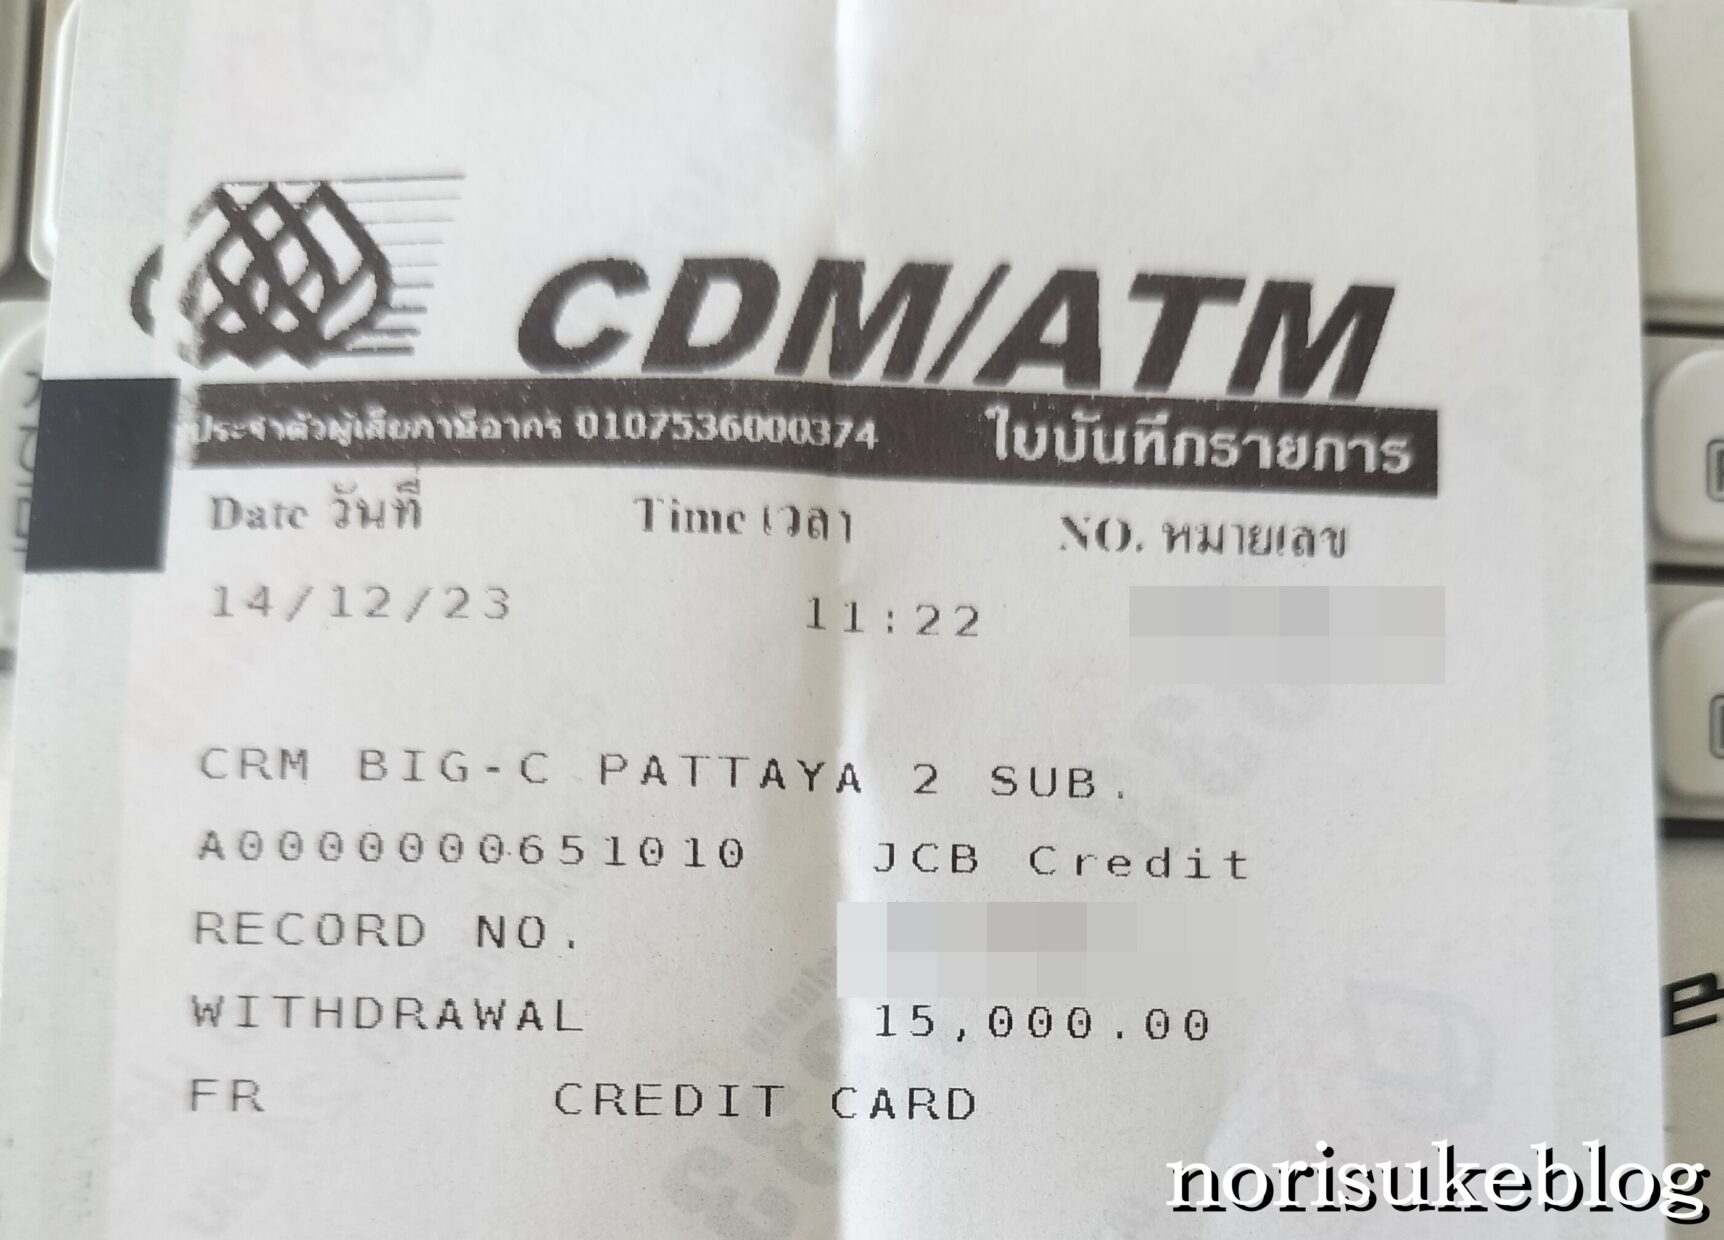 CDM/ATM
ประจำตัวผู้เสียภาษีอากร 0107536000374 ใบบันทึกรายการ
Date วันที่ Time เวลา NO. หมายเลข
14/12/23 11:22
CRM BIG-C PATTAYA 2 SUB.
A0000000651010 JCB Credit
RECORD NO.
WITHDRAWAL 15,000.00
FR CREDIT CARD
norisukeblog